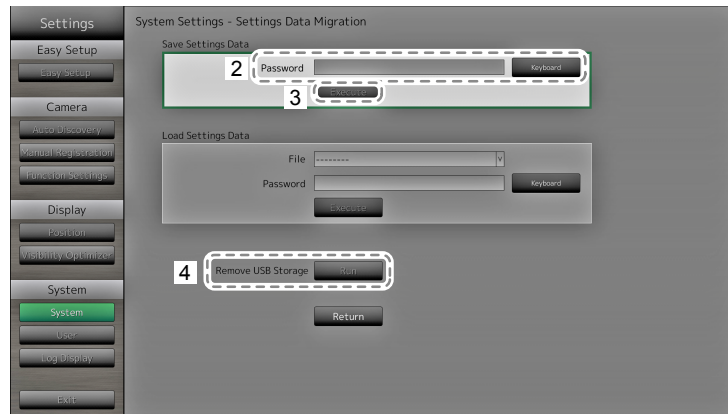 Settings
System Settings - Settings Data Migration
Easy Setup
Easy Setup
Camera
Auto Discovery
Manual Registration
Function Settings
Display
Position
Visibility Optimizer
System
System
User
Log Display
Exit
Save Settings Data
2 Password Keyboard
3 Execute
Load Settings Data
File -------- V
Password Keyboard
Execute
4 Remove USB Storage Run
Return